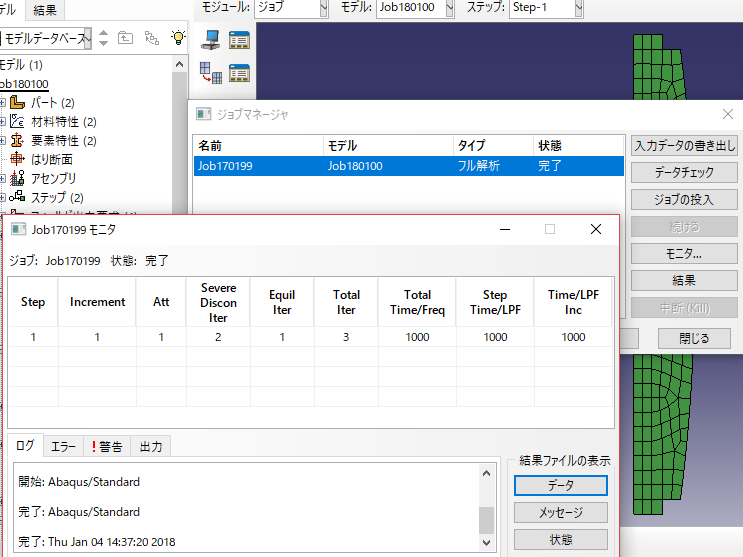 デル 結果
モジュール: ジョブ モデル: Job180100 ステップ: Step-1
モデルデータベース
モデル (1)
ob180100
パート (2)
材料特性 (2)
要素特性 (2)
はり断面
アセンブリ
ステップ (2)
ジョブマネージャ
名前 モデル タイプ 状態
Job170199 Job180100 フル解析 完了
入力データの書き出し
データチェック
ジョブの投入
続ける
モニタ...
結果
中断 (Kill)
閉じる
Job170199 モニタ
ジョブ: Job170199 状態: 完了
Step Increment Att Severe Discon Iter Equil Iter Total Iter Total Time/Freq Step Time/LPF Time/LPF Inc
1 1 1 2 1 3 1000 1000 1000
ログ エラー !警告 出力
開始: Abaqus/Standard
完了: Abaqus/Standard
完了: Thu Jan 04 14:37:20 2018
結果ファイルの表示
データ
メッセージ
状態